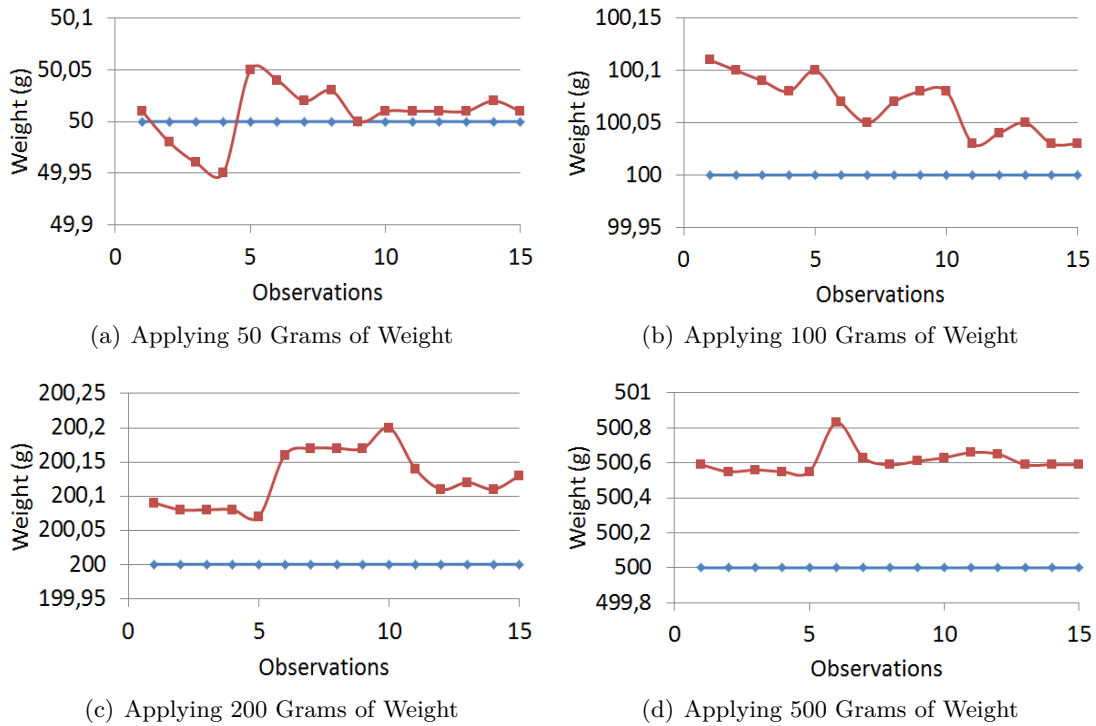 50,1
50,05
50
49,95
49,9
Weight (g)
0 5 10 15
Observations
(a) Applying 50 Grams of Weight
100,15
100,1
100,05
100
99,95
Weight (g)
0 5 10 15
Observations
(b) Applying 100 Grams of Weight
200,25
200,2
200,15
200,1
200,05
200
199,95
Weight (g)
0 5 10 15
Observations
(c) Applying 200 Grams of Weight
501
500,8
500,6
500,4
500,2
500
499,8
Weight (g)
0 5 10 15
Observations
(d) Applying 500 Grams of Weight